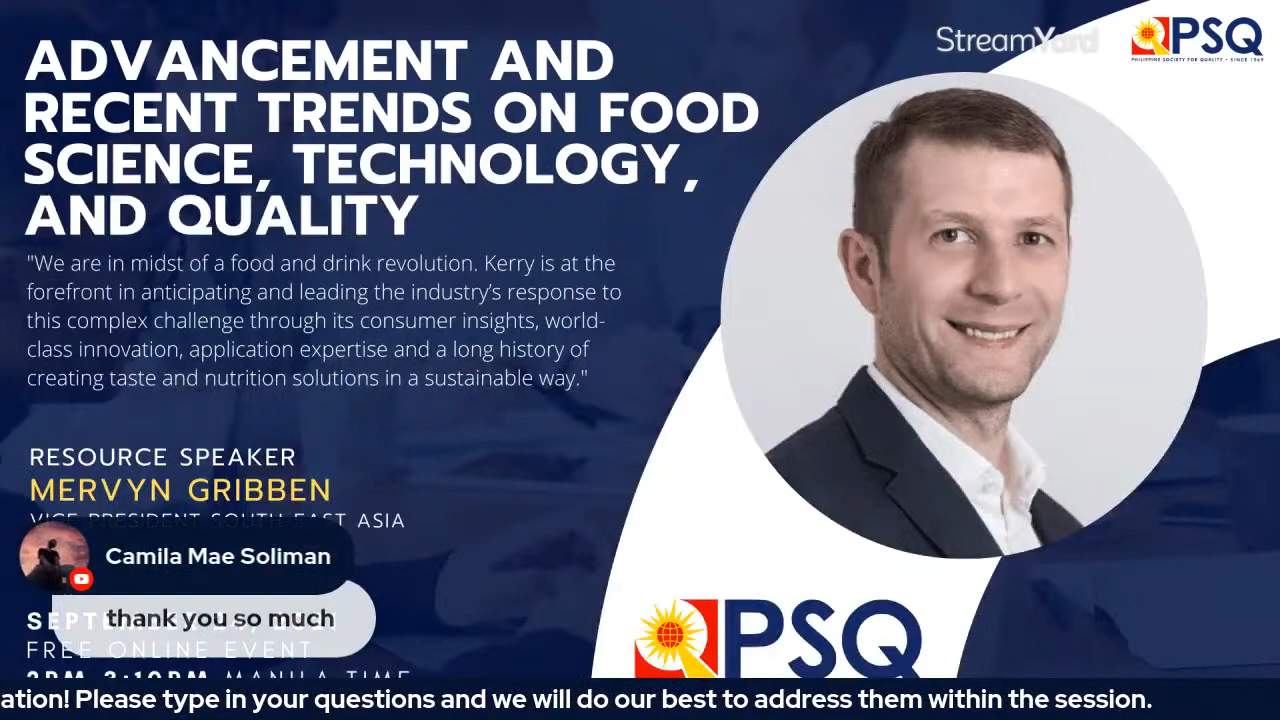 StreamYard
PSQ
PHILIPPINE SOCIETY FOR QUALITY • SINCE 1969
ADVANCEMENT AND
RECENT TRENDS ON FOOD
SCIENCE, TECHNOLOGY,
AND QUALITY
"We are in midst of a food and drink revolution. Kerry is at the
forefront in anticipating and leading the industry's response to
this complex challenge through its consumer insights, world-
class innovation, application expertise and a long history of
creating taste and nutrition solutions in a sustainable way."
RESOURCE SPEAKER
MERVYN GRIBBEN
VICE PRESIDENT SOUTH EAST ASIA
Camila Mae Soliman
thank you so much
FREE ONLINE EVENT
MANILA TIME
PSQ
ation! Please type in your questions and we will do our best to address them within the session.